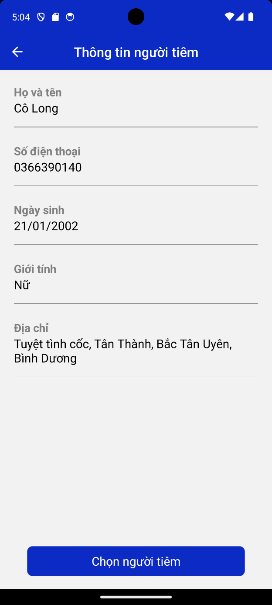 5:04
Thông tin người tiêm
Họ và tên
Cô Long
Số điện thoại
0366390140
Ngày sinh
21/01/2002
Giới tính
Nữ
Địa chỉ
Tuyệt tình cốc, Tân Thành, Bắc Tân Uyên,
Bình Dương
Chọn người tiêm